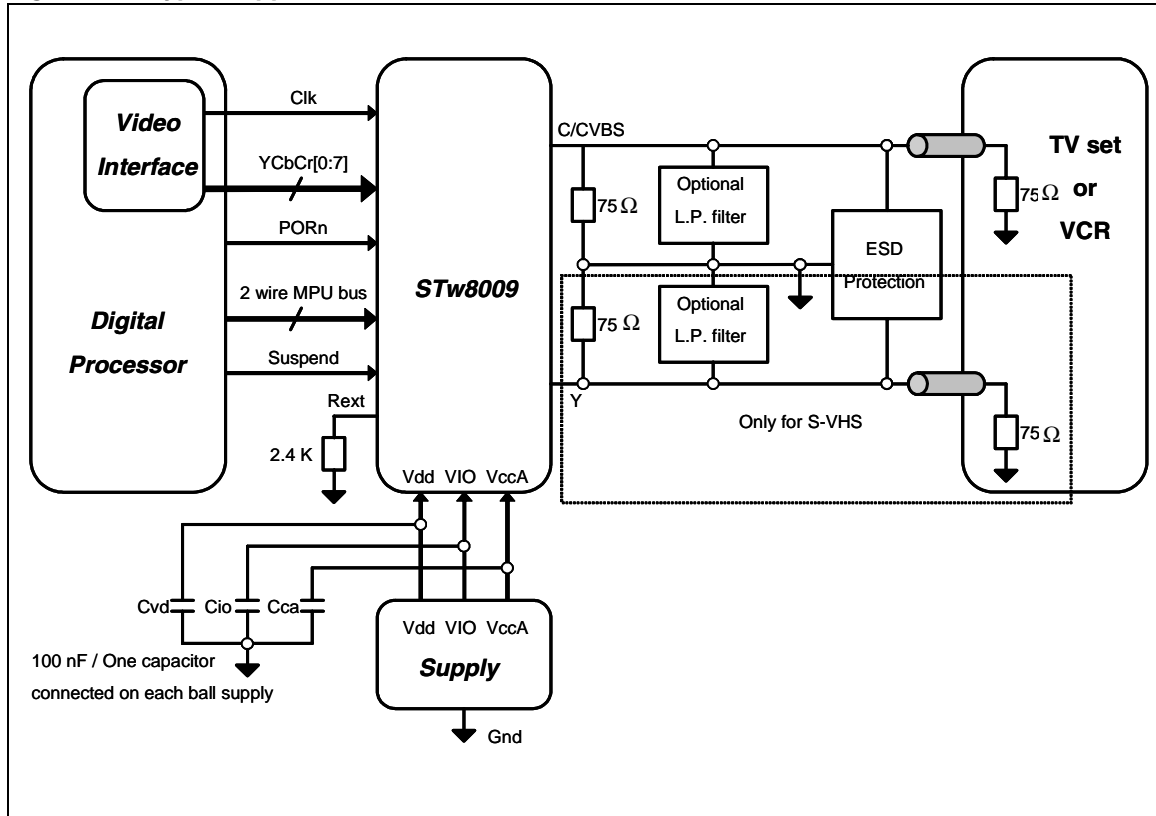 Video
Interface
Digital
Processor
Clk
YCbCr[0:7]
PORn
2 wire MPU bus
Suspend
Rext
2.4 K
STw8009
Vdd VIO VccA
C/CVBS
75 Ω
Optional
L.P. filter
75 Ω
Optional
L.P. filter
Y
ESD
Protection
Only for S-VHS
TV set
or
VCR
75 Ω
75 Ω
Cvd Cio Cca
100 nF / One capacitor
connected on each ball supply
Vdd VIO VccA
Supply
Gnd